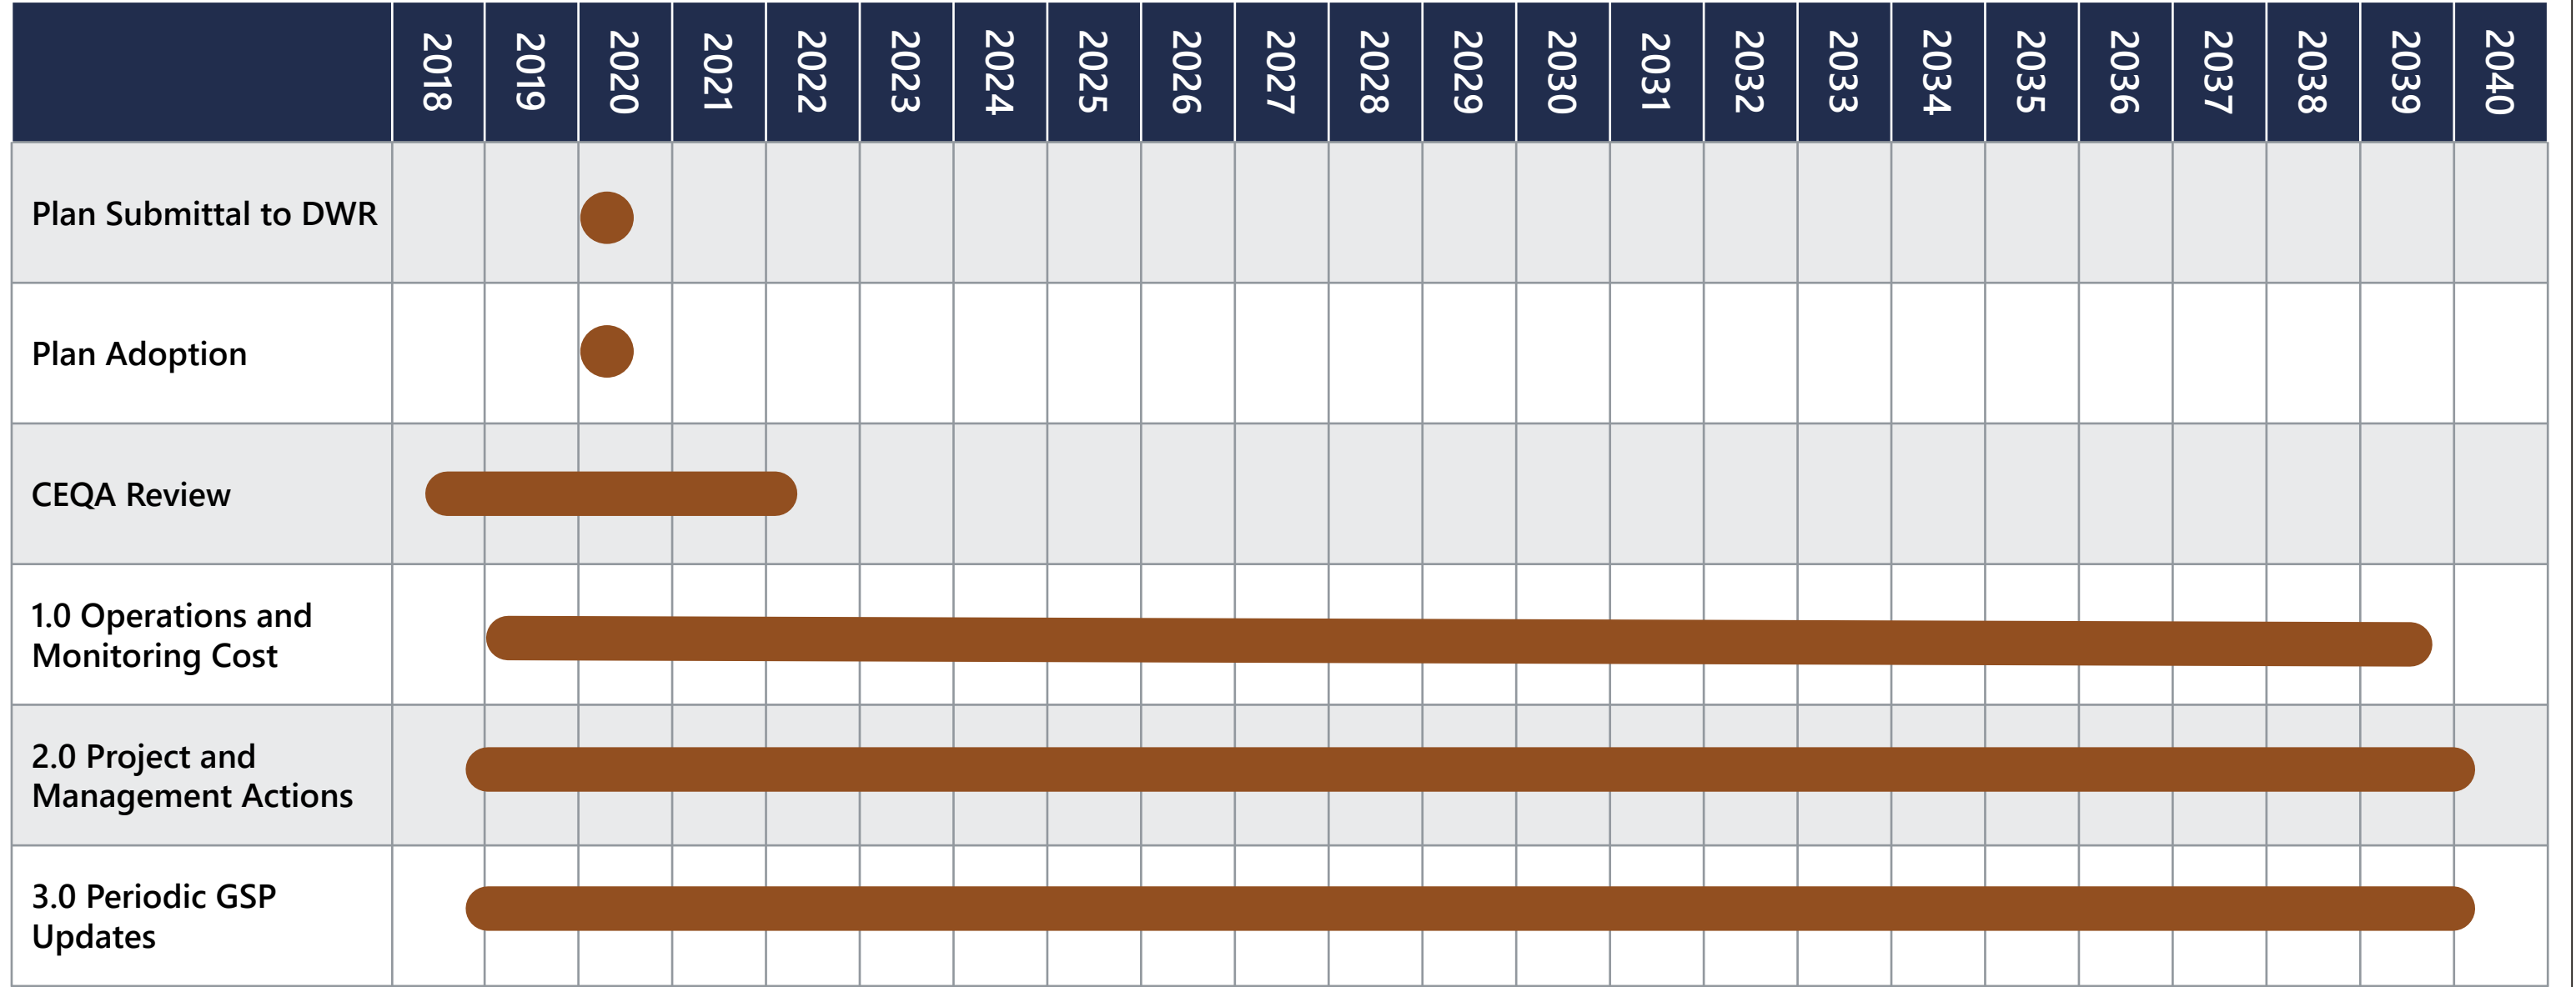 2018 2019 2020 2021 2022 2023 2024 2025 2026 2027 2028 2029 2030 2031 2032 2033 2034 2035 2036 2037 2038 2039 2040
Plan Submittal to DWR
Plan Adoption
CEQA Review
1.0 Operations and
Monitoring Cost
2.0 Project and
Management Actions
3.0 Periodic GSP
Updates